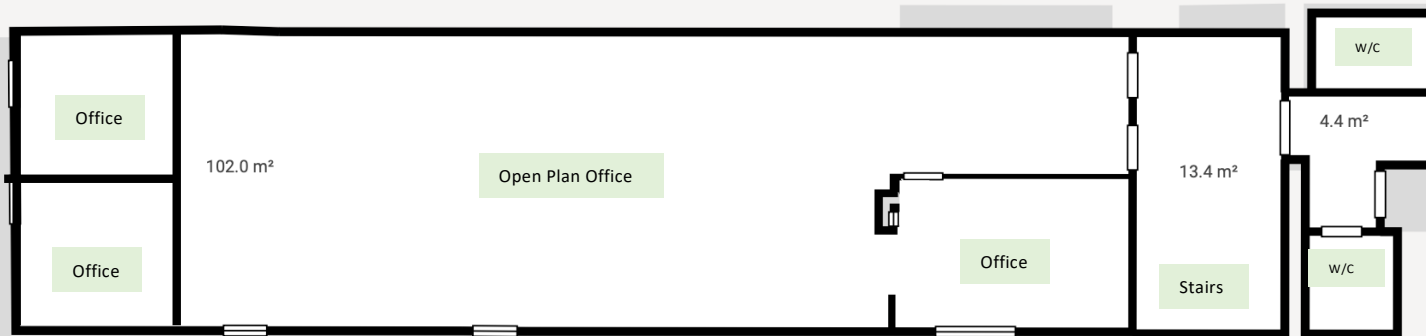 W/C
Office
4.4 m²
102.0 m²
Open Plan Office
13.4 m²
Office
Office
Stairs
W/C